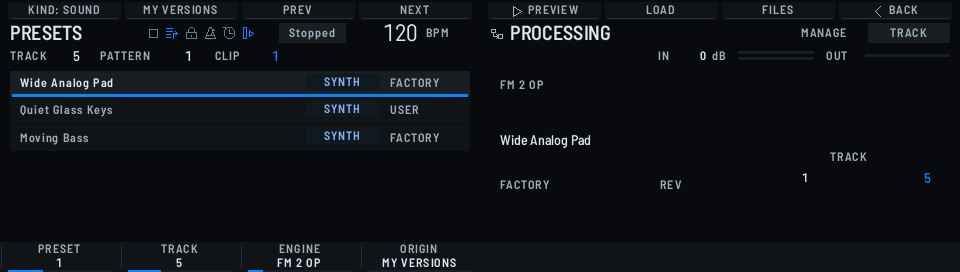 KIND: SOUND MY VERSIONS PREV NEXT PREVIEW LOAD FILES BACK
PRESETS Stopped 120 BPM PROCESSING MANAGE TRACK
TRACK 5 PATTERN 1 CLIP 1 IN 0 dB OUT
Wide Analog Pad SYNTH FACTORY
FM 2 OP
Quiet Glass Keys SYNTH USER
Moving Bass SYNTH FACTORY
Wide Analog Pad
TRACK
FACTORY REV 1 5
PRESET TRACK ENGINE ORIGIN
1 5 FM 2 OP MY VERSIONS